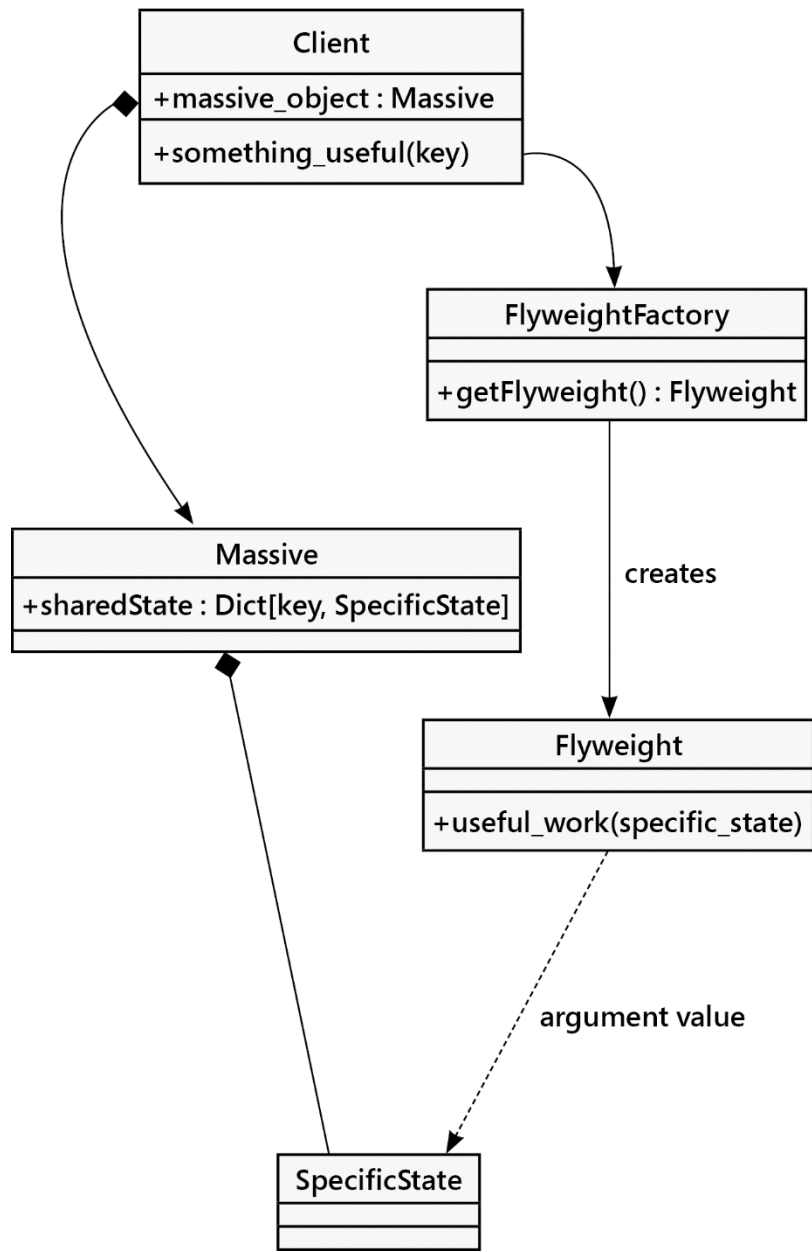 Client
+massive_object : Massive
+something_useful(key)
FlyweightFactory
+getFlyweight() : Flyweight
Massive
+sharedState : Dict[key, SpecificState]
creates
Flyweight
+useful_work(specific_state)
argument value
SpecificState